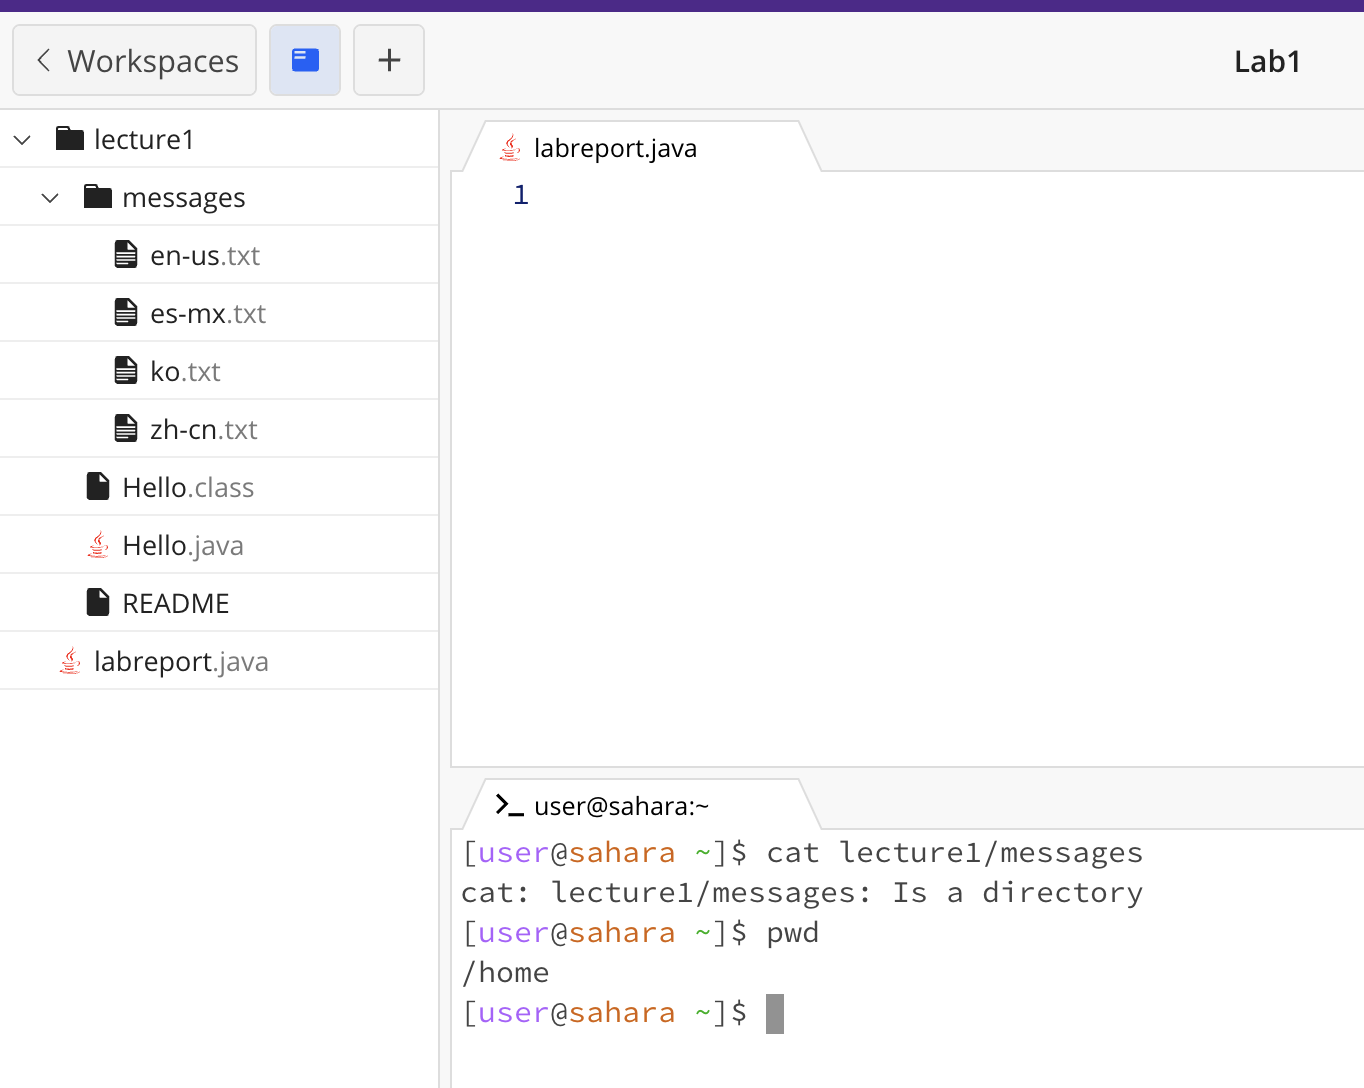 Workspaces
Lab1
lecture1
messages
en-us.txt
es-mx.txt
ko.txt
zh-cn.txt
Hello.class
Hello.java
README
labreport.java
labreport.java
1
user@sahara:~
[user@sahara ~]$ cat lecture1/messages
cat: lecture1/messages: Is a directory
[user@sahara ~]$ pwd
/home
[user@sahara ~]$